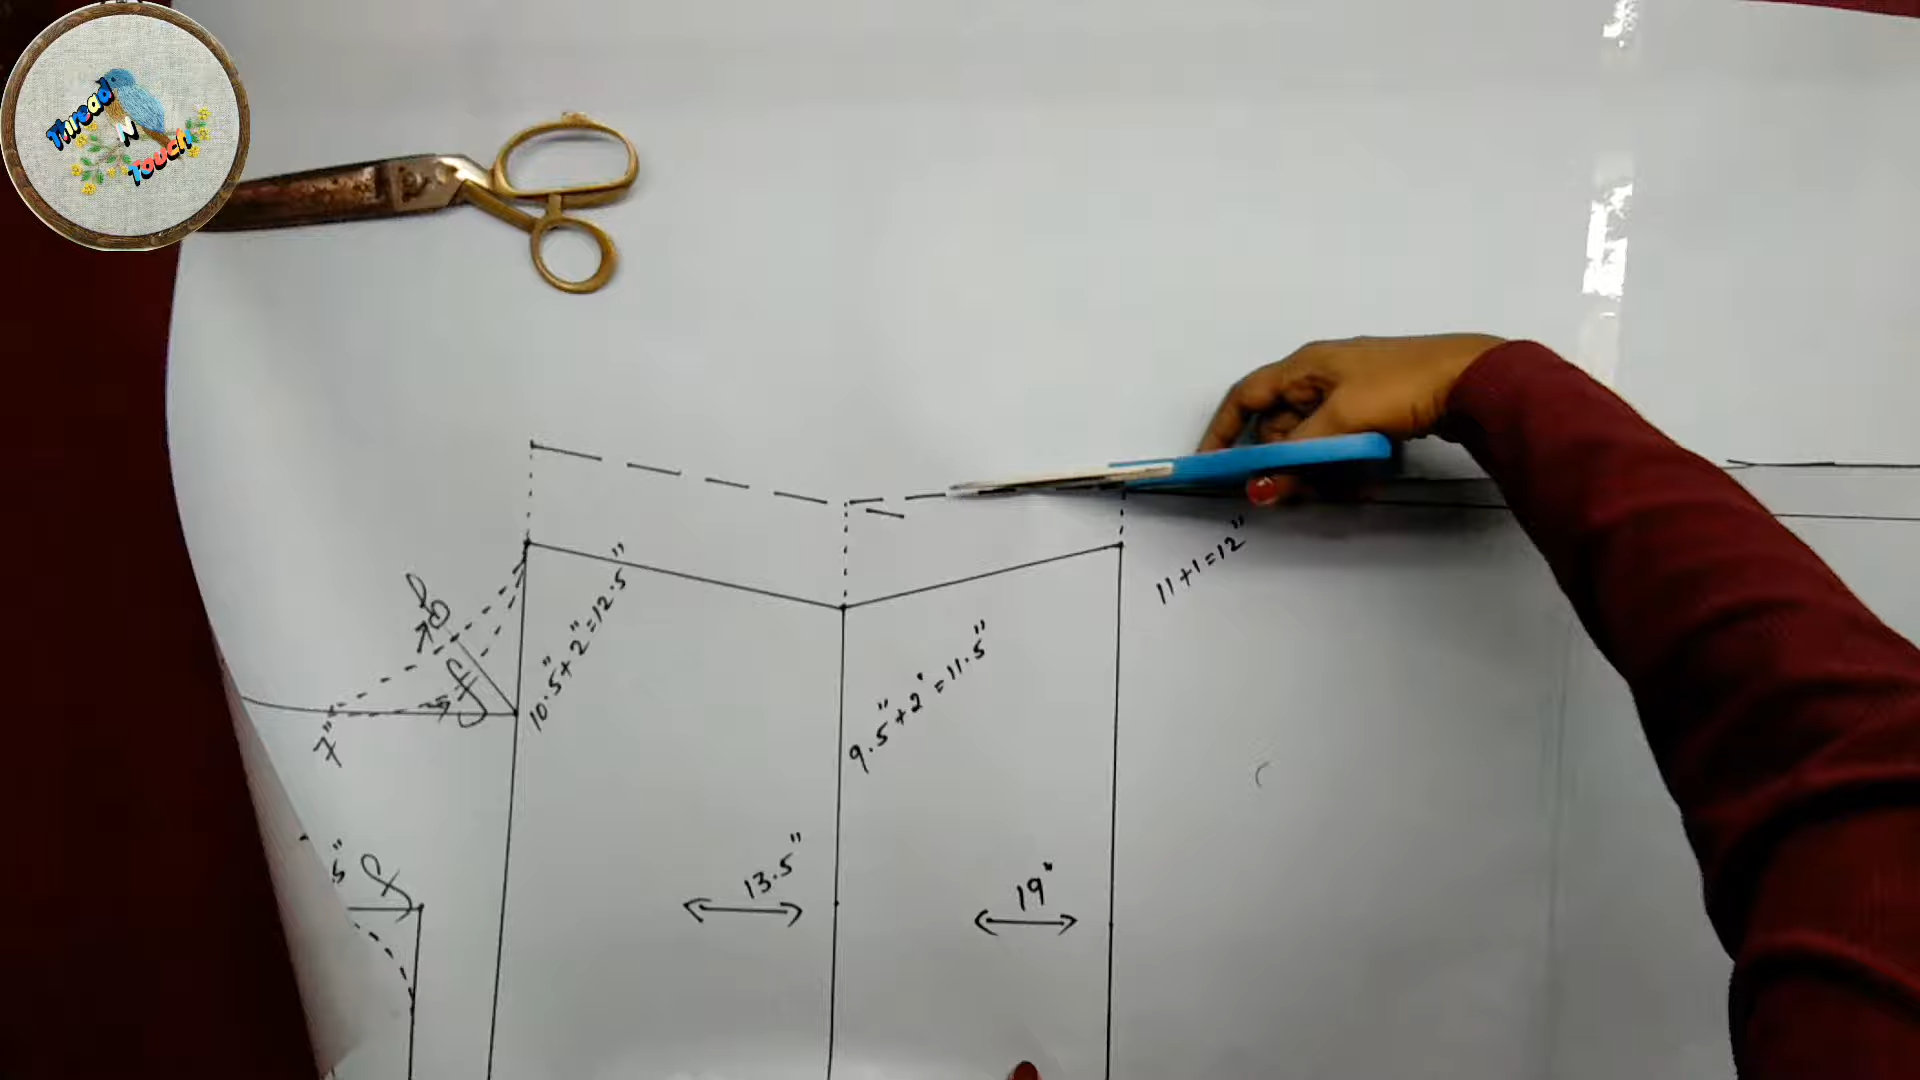 Thread
N
Touch
10.5"+2"=12.5"
9.5"+2"=11.5"
11+1=12"
7"
b
f
f
13.5"
19"